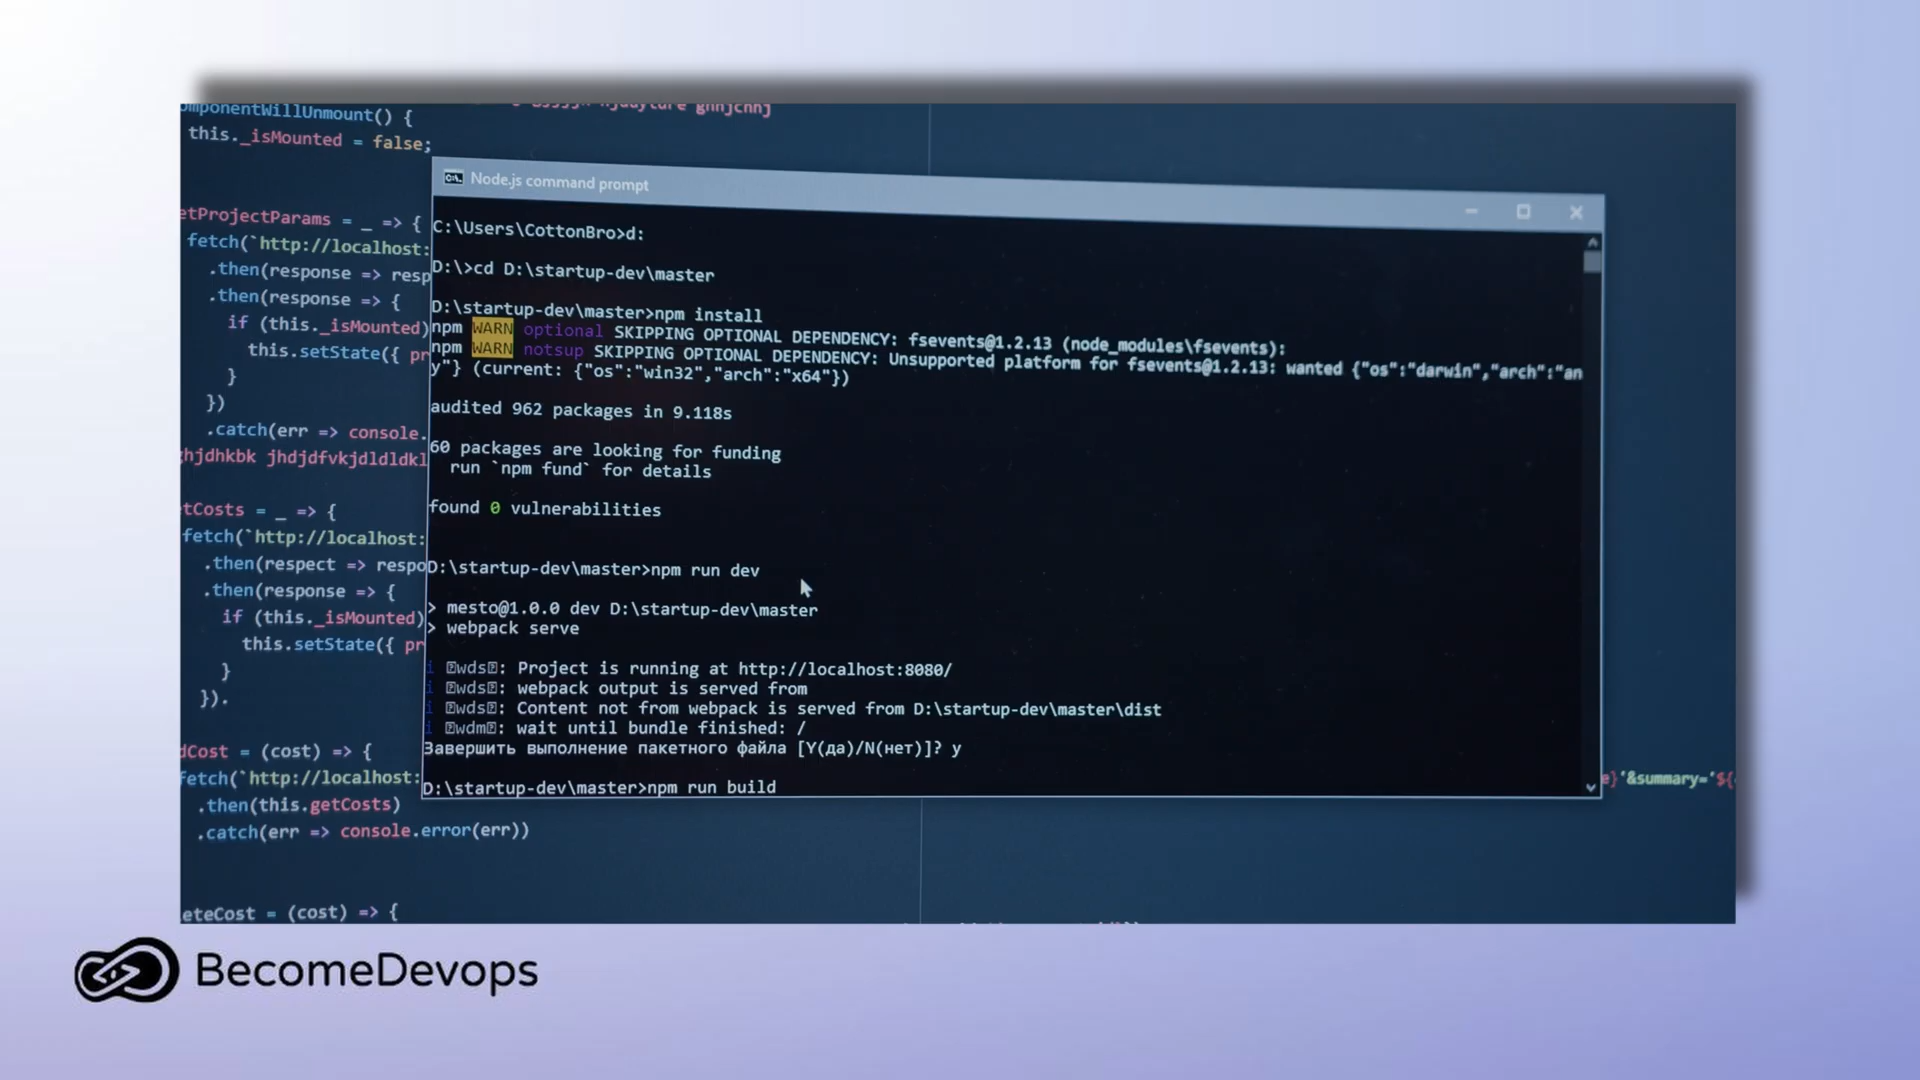 componentWillUnmount() {
this._isMounted = false;
etProjectParams = _ => {
fetch(`http://localhost:
.then(response => resp
.then(response => {
if (this._isMounted)
this.setState({ pr
}
})
.catch(err => console.
ghjdhkbk jhdjdfvkjdldldkl
etCosts = _ => {
fetch(`http://localhost:
.then(respect => respo
.then(response => {
if (this._isMounted)
this.setState({ pr
}
}).
dCost = (cost) => {
fetch(`http://localhost:
.then(this.getCosts)
.catch(err => console.error(err))
eteCost = (cost) => {
Node.js command prompt
C:\Users\CottonBro>d:
D:\>cd D:\startup-dev\master
D:\startup-dev\master>npm install
npm WARN optional SKIPPING OPTIONAL DEPENDENCY: fsevents@1.2.13 (node_modules\fsevents):
npm WARN notsup SKIPPING OPTIONAL DEPENDENCY: Unsupported platform for fsevents@1.2.13: wanted {"os":"darwin","arch":"an
y"} (current: {"os":"win32","arch":"x64"})
audited 962 packages in 9.118s
60 packages are looking for funding
run `npm fund` for details
found 0 vulnerabilities
D:\startup-dev\master>npm run dev
> mesto@1.0.0 dev D:\startup-dev\master
> webpack serve
i ⍰wds⍰: Project is running at http://localhost:8080/
i ⍰wds⍰: webpack output is served from
i ⍰wds⍰: Content not from webpack is served from D:\startup-dev\master\dist
i ⍰wdm⍰: wait until bundle finished: /
Завершить выполнение пакетного файла [Y(да)/N(нет)]? y
D:\startup-dev\master>npm run build
e}'&summary='${
BecomeDevops